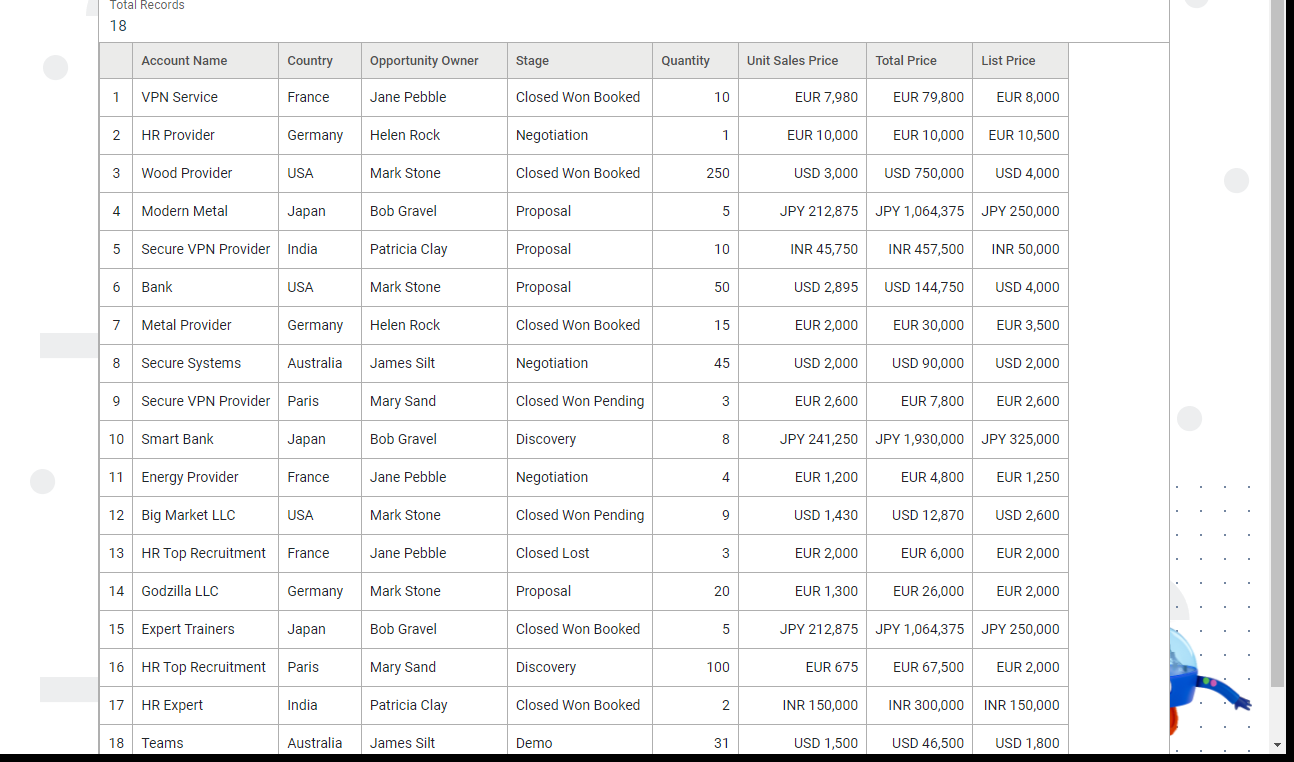 Total Records
18
Account Name Country Opportunity Owner Stage Quantity Unit Sales Price Total Price List Price
1 VPN Service France Jane Pebble Closed Won Booked 10 EUR 7,980 EUR 79,800 EUR 8,000
2 HR Provider Germany Helen Rock Negotiation 1 EUR 10,000 EUR 10,000 EUR 10,500
3 Wood Provider USA Mark Stone Closed Won Booked 250 USD 3,000 USD 750,000 USD 4,000
4 Modern Metal Japan Bob Gravel Proposal 5 JPY 212,875 JPY 1,064,375 JPY 250,000
5 Secure VPN Provider India Patricia Clay Proposal 10 INR 45,750 INR 457,500 INR 50,000
6 Bank USA Mark Stone Proposal 50 USD 2,895 USD 144,750 USD 4,000
7 Metal Provider Germany Helen Rock Closed Won Booked 15 EUR 2,000 EUR 30,000 EUR 3,500
8 Secure Systems Australia James Silt Negotiation 45 USD 2,000 USD 90,000 USD 2,000
9 Secure VPN Provider Paris Mary Sand Closed Won Pending 3 EUR 2,600 EUR 7,800 EUR 2,600
10 Smart Bank Japan Bob Gravel Discovery 8 JPY 241,250 JPY 1,930,000 JPY 325,000
11 Energy Provider France Jane Pebble Negotiation 4 EUR 1,200 EUR 4,800 EUR 1,250
12 Big Market LLC USA Mark Stone Closed Won Pending 9 USD 1,430 USD 12,870 USD 2,600
13 HR Top Recruitment France Jane Pebble Closed Lost 3 EUR 2,000 EUR 6,000 EUR 2,000
14 Godzilla LLC Germany Mark Stone Proposal 20 EUR 1,300 EUR 26,000 EUR 2,000
15 Expert Trainers Japan Bob Gravel Closed Won Booked 5 JPY 212,875 JPY 1,064,375 JPY 250,000
16 HR Top Recruitment Paris Mary Sand Discovery 100 EUR 675 EUR 67,500 EUR 2,000
17 HR Expert India Patricia Clay Closed Won Booked 2 INR 150,000 INR 300,000 INR 150,000
18 Teams Australia James Silt Demo 31 USD 1,500 USD 46,500 USD 1,800